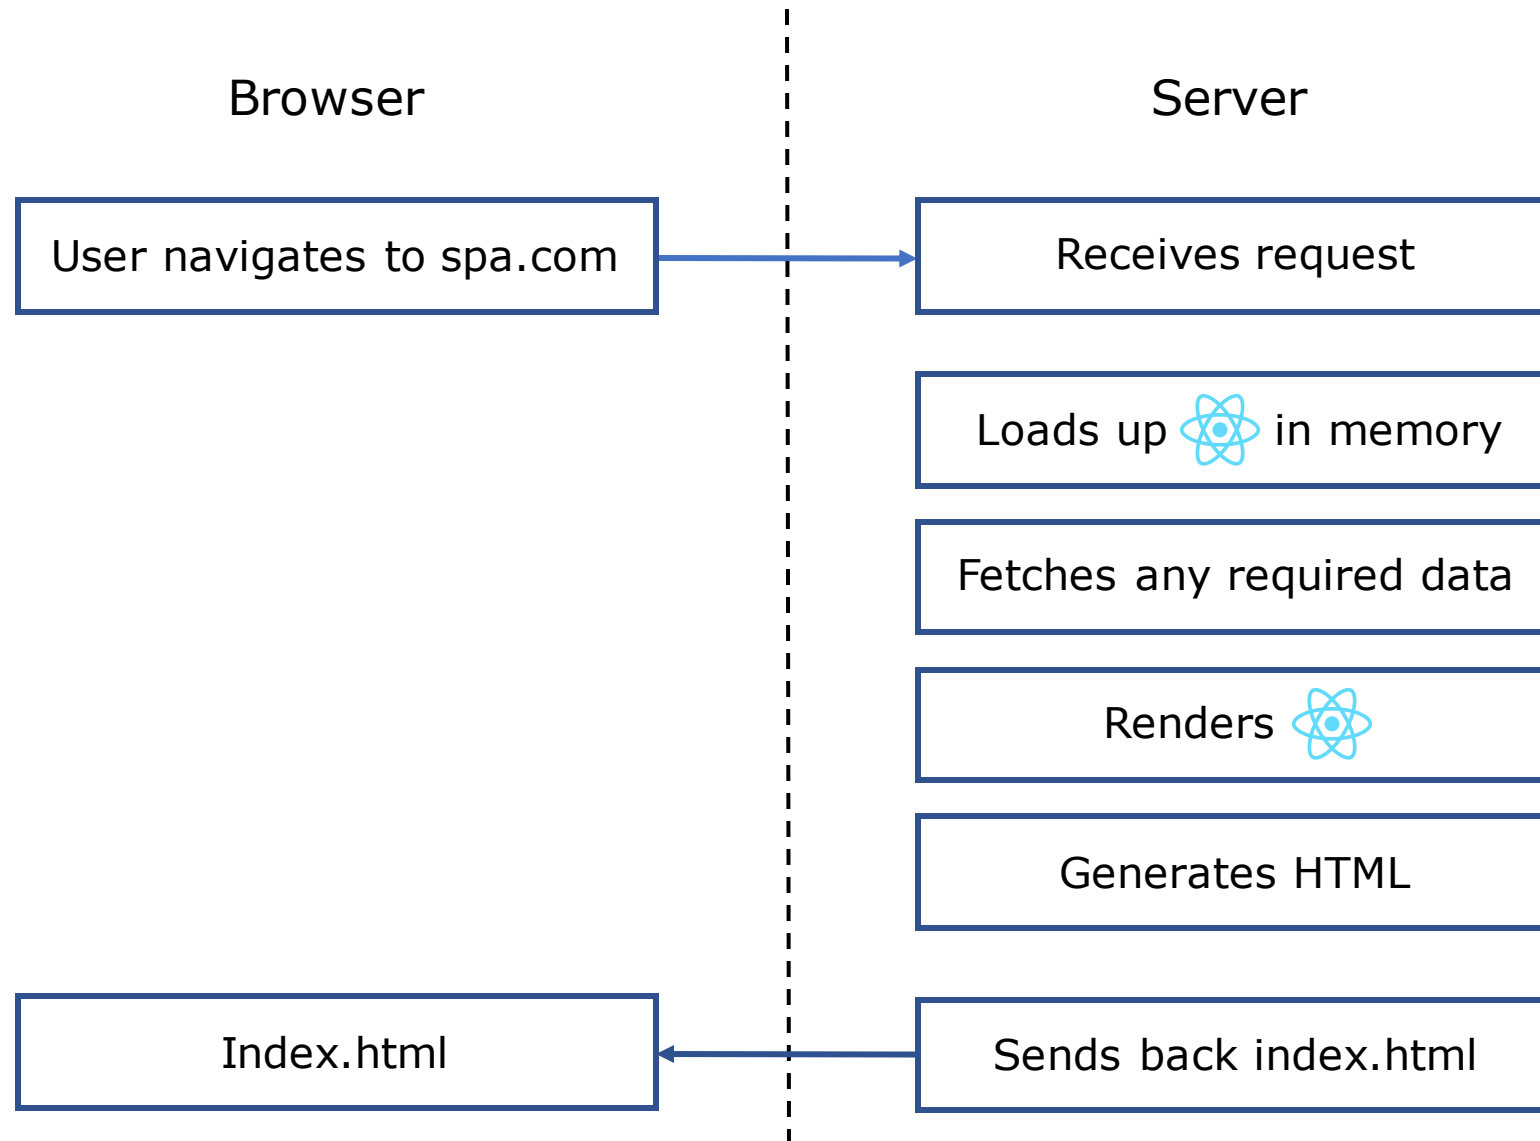 Browser
Server
User navigates to spa.com
Receives request
Loads up in memory
Fetches any required data
Renders
Generates HTML
Index.html
Sends back index.html